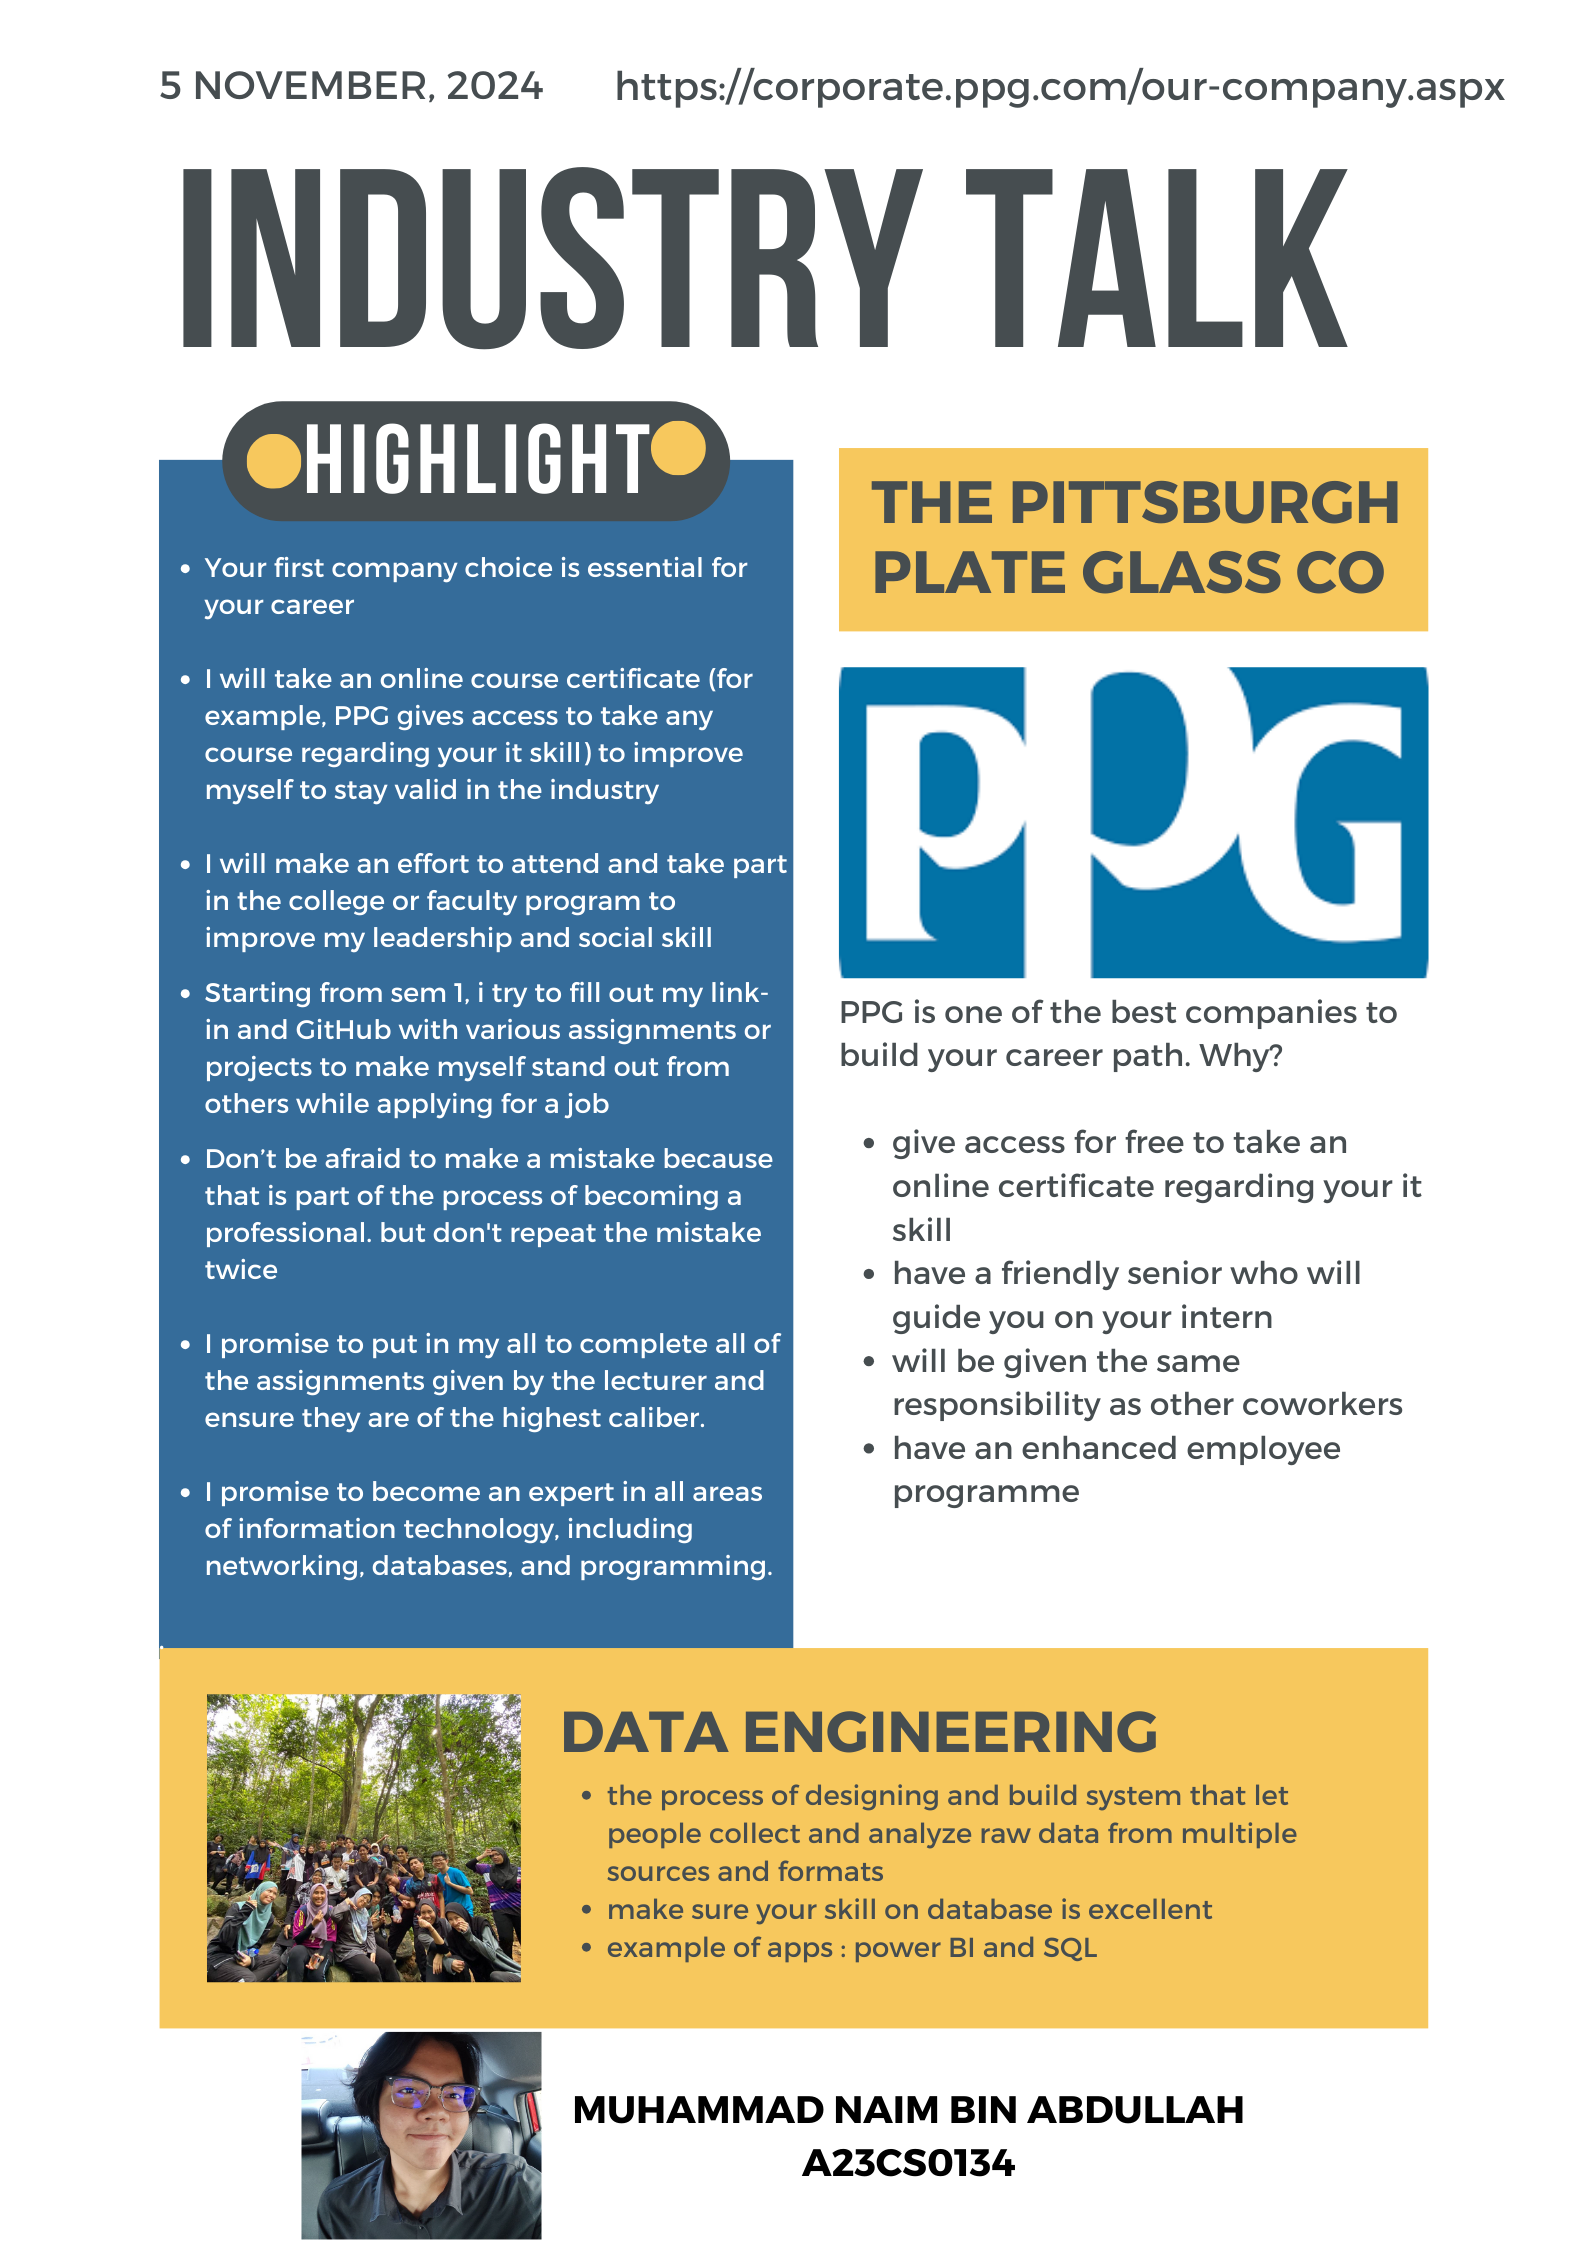 5 NOVEMBER, 2024
https://corporate.ppg.com/our-company.aspx
INDUSTRY TALK
HIGHLIGHT
• Your first company choice is essential for
your career
• I will take an online course certificate (for
example, PPG gives access to take any
course regarding your it skill) to improve
myself to stay valid in the industry
• I will make an effort to attend and take part
in the college or faculty program to
improve my leadership and social skill
• Starting from sem 1, i try to fill out my link-
in and GitHub with various assignments or
projects to make myself stand out from
others while applying for a job
• Don’t be afraid to make a mistake because
that is part of the process of becoming a
professional. but don't repeat the mistake
twice
• I promise to put in my all to complete all of
the assignments given by the lecturer and
ensure they are of the highest caliber.
• I promise to become an expert in all areas
of information technology, including
networking, databases, and programming.
THE PITTSBURGH
PLATE GLASS CO
PPG
PPG is one of the best companies to
build your career path. Why?
• give access for free to take an
online certificate regarding your it
skill
• have a friendly senior who will
guide you on your intern
• will be given the same
responsibility as other coworkers
• have an enhanced employee
programme
DATA ENGINEERING
• the process of designing and build system that let
people collect and analyze raw data from multiple
sources and formats
• make sure your skill on database is excellent
• example of apps : power BI and SQL
MUHAMMAD NAIM BIN ABDULLAH
A23CS0134